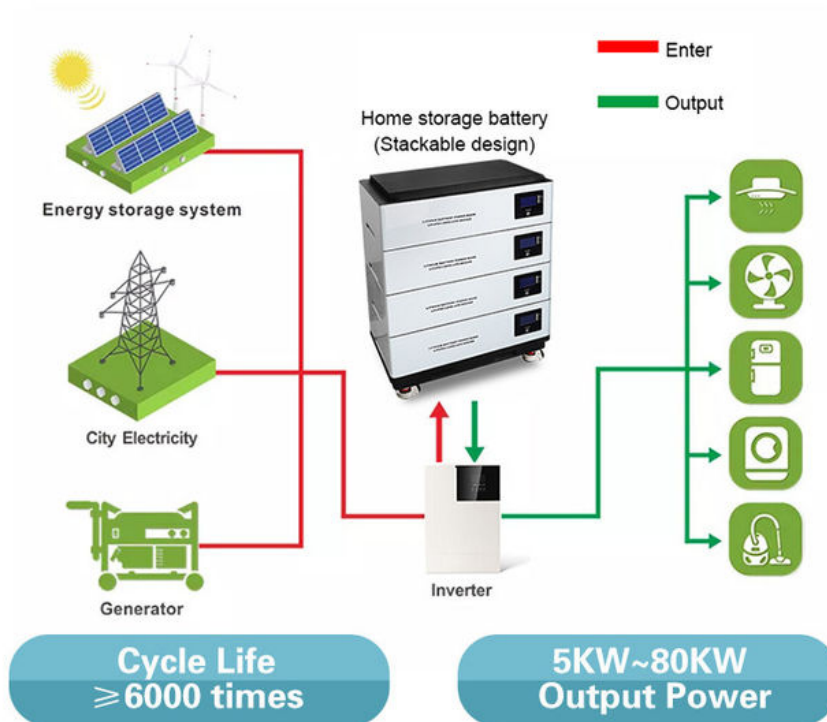 Enter
Output
Home storage battery
(Stackable design)
Energy storage system
City Electricity
Generator
Inverter
Cycle Life
≥6000 times
5KW~80KW
Output Power